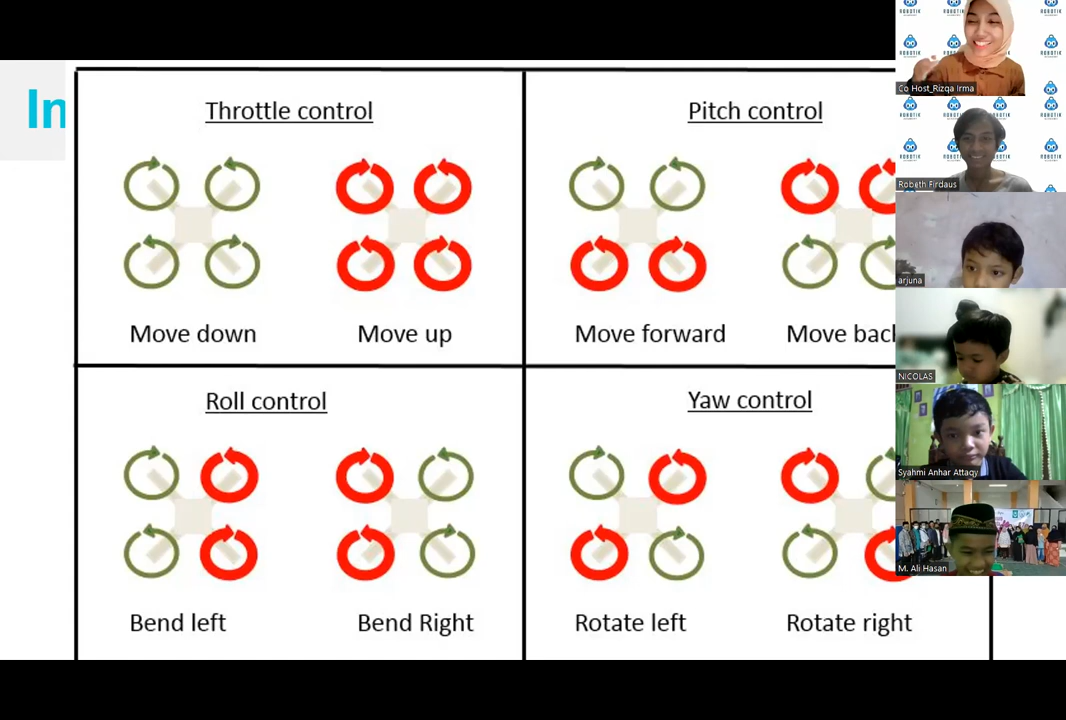 In
Throttle control
Pitch control
Move down
Move up
Move forward
Move back
Roll control
Yaw control
Bend left
Bend Right
Rotate left
Rotate right
Co Host_Rizqa Irma
Robeth Firdaus
arjuna
NICOLAS
Syahmi Anhar Attaqy
M. Ali Hasan
ROBOTIK